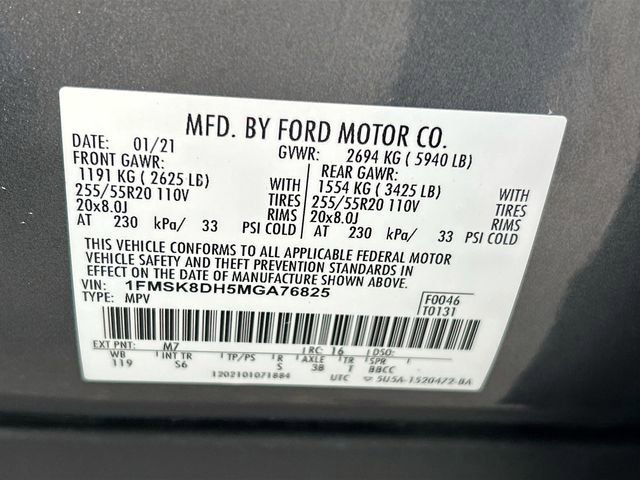 MFD. BY FORD MOTOR CO.
DATE: 01/21 GVWR: 2694 KG ( 5940 LB)
FRONT GAWR: REAR GAWR:
1191 KG ( 2625 LB) WITH 1554 KG ( 3425 LB) WITH
255/55R20 110V TIRES 255/55R20 110V TIRES
20x8.0J RIMS 20x8.0J RIMS
AT 230 kPa/ 33 PSI COLD AT 230 kPa/ 33 PSI COLD
THIS VEHICLE CONFORMS TO ALL APPLICABLE FEDERAL MOTOR
VEHICLE SAFETY AND THEFT PREVENTION STANDARDS IN
EFFECT ON THE DATE OF MANUFACTURE SHOWN ABOVE.
VIN: 1FMSK8DH5MGA76825 F0046
TYPE: MPV T0131
EXT PNT: M7 RC: 16 DSO:
WB INT TR TP/PS R AXLE TR SPR
119 S6 S 3B T BBCC
1202101071884 UTC 5U5A-1520472-BA